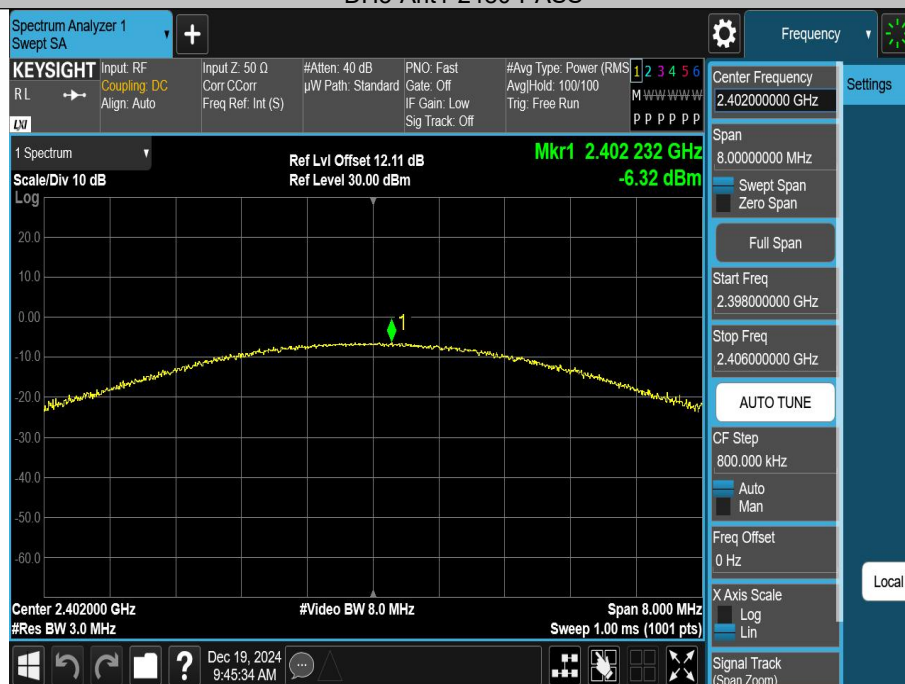 Spectrum Analyzer 1
Swept SA
Frequency
KEYSIGHT
RL
LXI
Input: RF
Coupling: DC
Align: Auto
Input Z: 50 Ω
Corr CCorr
Freq Ref: Int (S)
#Atten: 40 dB
µW Path: Standard
PNO: Fast
Gate: Off
IF Gain: Low
Sig Track: Off
#Avg Type: Power (RMS
Avg|Hold: 100/100
Trig: Free Run
1 2 3 4 5 6
M W W W W W
P P P P P P
Center Frequency
2.402000000 GHz
Settings
1 Spectrum
Scale/Div 10 dB
Log
Ref Lvl Offset 12.11 dB
Ref Level 30.00 dBm
Mkr1 2.402 232 GHz
-6.32 dBm
Span
8.00000000 MHz
Swept Span
Zero Span
Full Span
Start Freq
2.398000000 GHz
Stop Freq
2.406000000 GHz
AUTO TUNE
CF Step
800.000 kHz
Auto
Man
Freq Offset
0 Hz
X Axis Scale
Log
Lin
Signal Track
(Span Zoom)
Local
20.0
10.0
0.00
1
-10.0
-20.0
-30.0
-40.0
-50.0
-60.0
Center 2.402000 GHz
#Res BW 3.0 MHz
#Video BW 8.0 MHz
Span 8.000 MHz
Sweep 1.00 ms (1001 pts)
?
Dec 19, 2024
9:45:34 AM